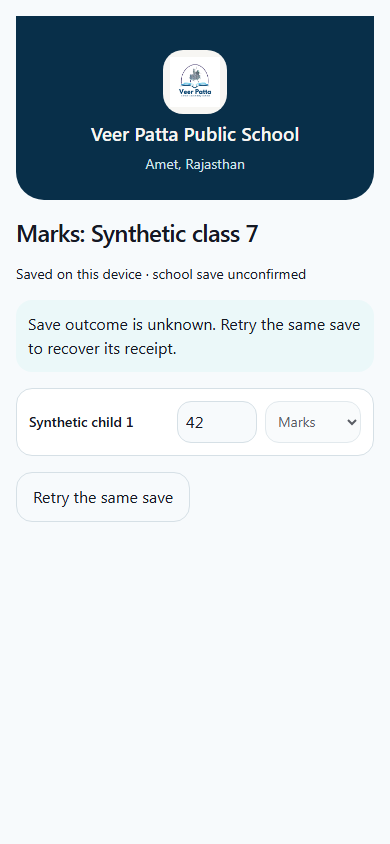 Veer Patta
Veer Patta Public School
Amet, Rajasthan
Marks: Synthetic class 7
Saved on this device · school save unconfirmed
Save outcome is unknown. Retry the same save
to recover its receipt.
Synthetic child 1
42
Marks
Retry the same save